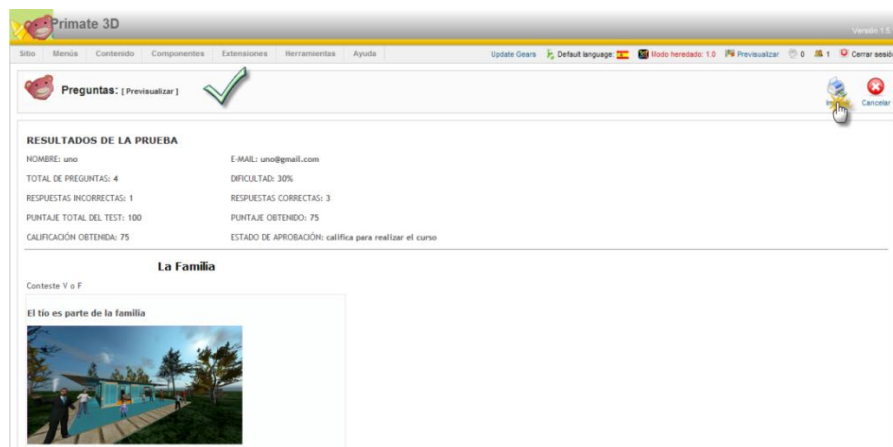 Primate 3D
Versión 1.5
Sitio Menús Contenido Componentes Extensiones Herramientas Ayuda Update Gears Default language: Modo heredado: 1.0 Previsualizar 0 1 Cerrar sesió
Preguntas: [ Previsualizar ]
Cancelar
RESULTADOS DE LA PRUEBA
NOMBRE: uno E-MAIL: uno@gmail.com
TOTAL DE PREGUNTAS: 4 DIFICULTAD: 30%
RESPUESTAS INCORRECTAS: 1 RESPUESTAS CORRECTAS: 3
PUNTAJE TOTAL DEL TEST: 100 PUNTAJE OBTENIDO: 75
CALIFICACIÓN OBTENIDA: 75 ESTADO DE APROBACIÓN: califica para realizar el curso
La Familia
Conteste V o F
El tío es parte de la familia